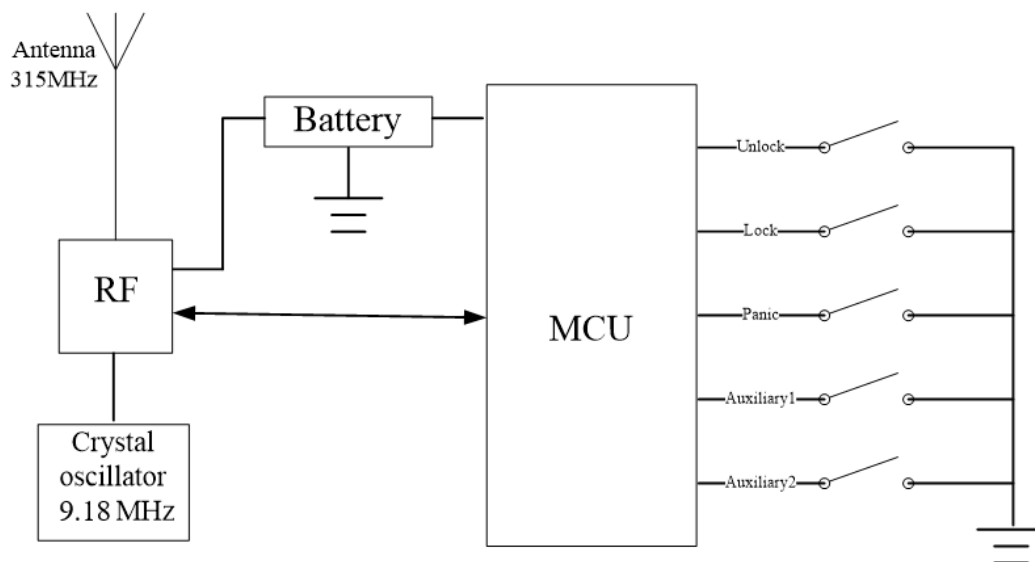 Antenna
315MHz
Battery
RF
MCU
Crystal
oscillator
9.18 MHz
Unlock
Lock
Panic
Auxiliary1
Auxiliary2